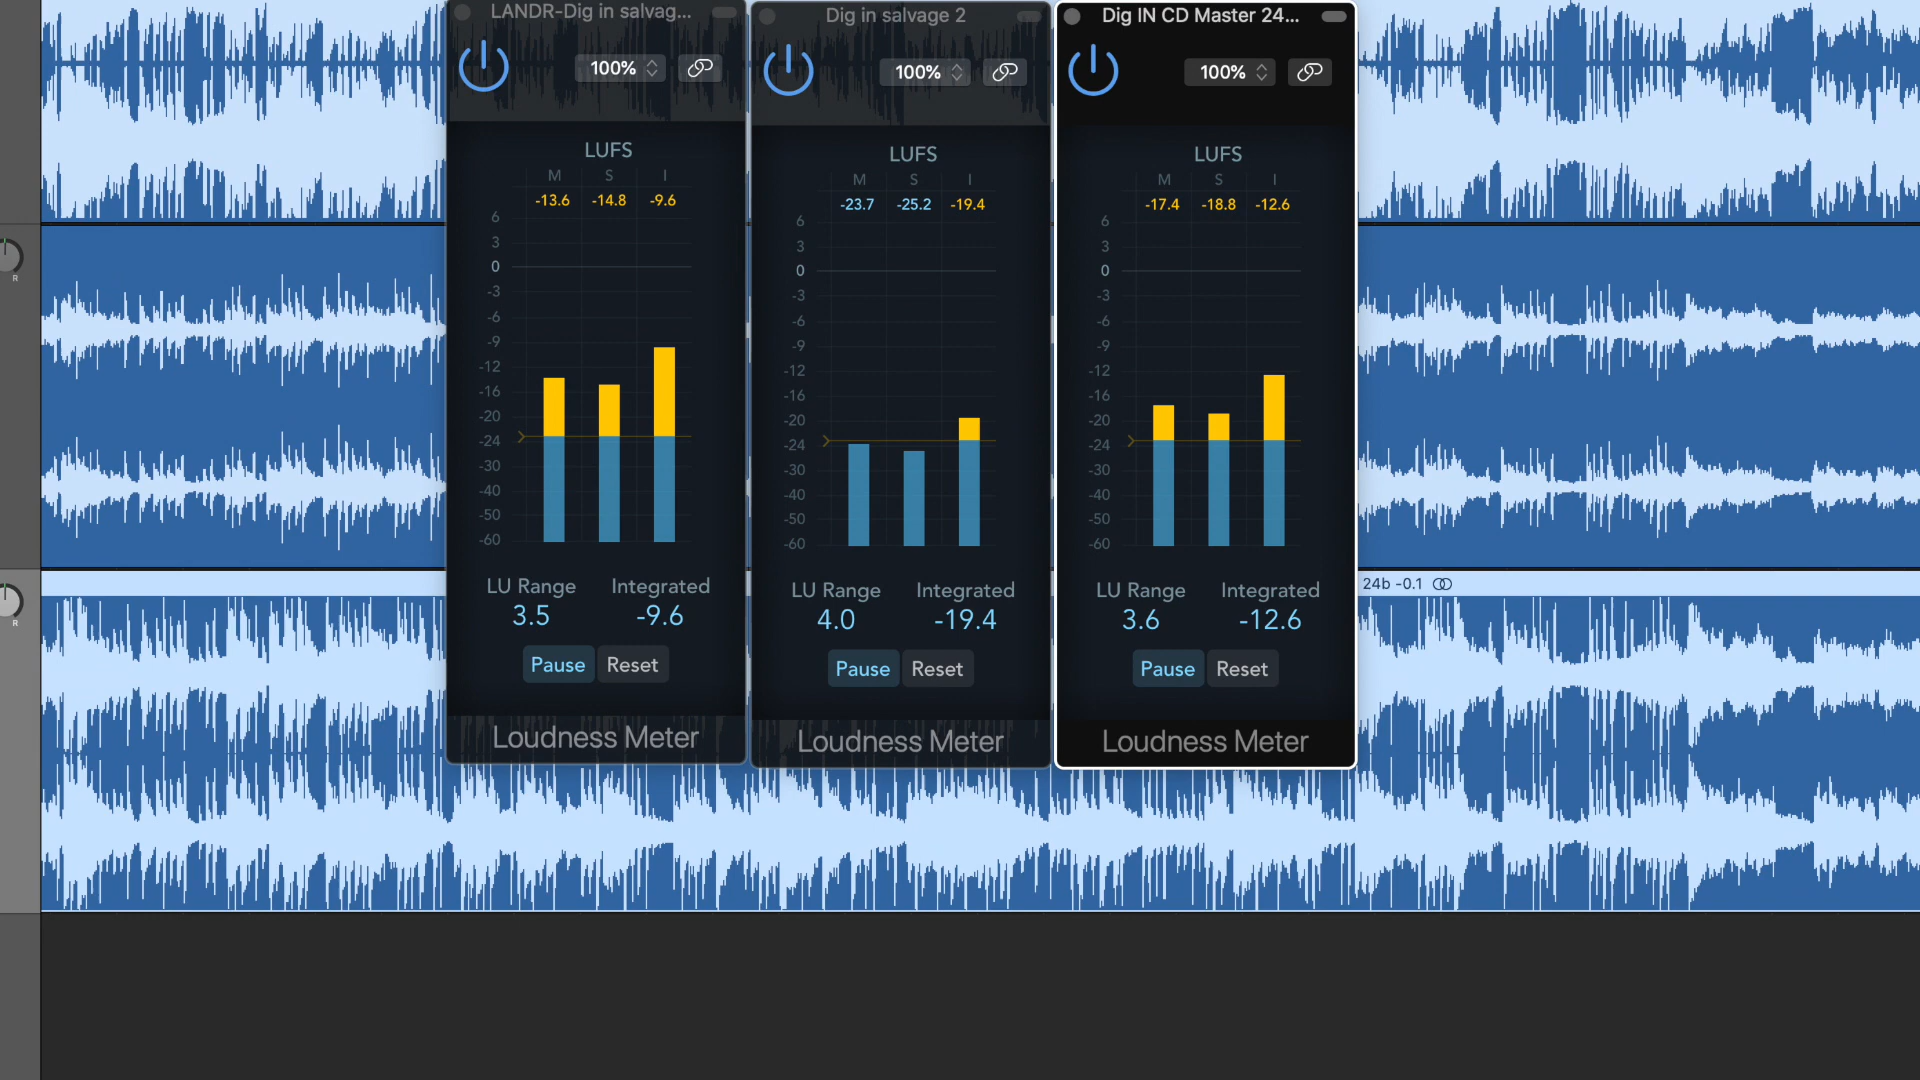 LANDR-Dig in salvag...
100%
LUFS
M S I
-13.6 -14.8 -9.6
6
3
0
-3
-6
-9
-12
-16
-20
-24
-30
-40
-50
-60
LU Range Integrated
3.5 -9.6
Pause Reset
Loudness Meter
Dig in salvage 2
100%
LUFS
M S I
-23.7 -25.2 -19.4
6
3
0
-3
-6
-9
-12
-16
-20
-24
-30
-40
-50
-60
LU Range Integrated
4.0 -19.4
Pause Reset
Loudness Meter
Dig IN CD Master 24...
100%
LUFS
M S I
-17.4 -18.8 -12.6
6
3
0
-3
-6
-9
-12
-16
-20
-24
-30
-40
-50
-60
LU Range Integrated
3.6 -12.6
Pause Reset
Loudness Meter
R
R
24b -0.1